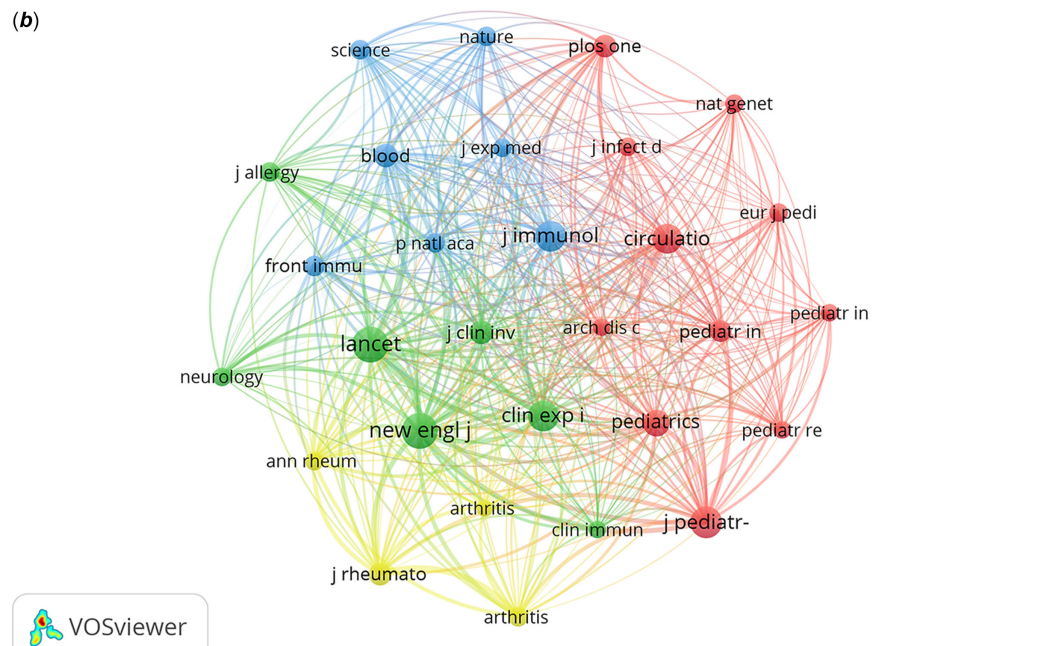 (b)
science
nature
plos one
nat genet
blood
j exp med
j infect d
j allergy
eur j pedi
p natl aca
j immunol
circulatio
front immu
lancet
j clin inv
arch dis c
pediatr in
pediatr in
neurology
new engl j
clin exp i
pediatrics
pediatr re
ann rheum
arthritis
clin immun
j pediatr-
j rheumato
arthritis
VOSviewer